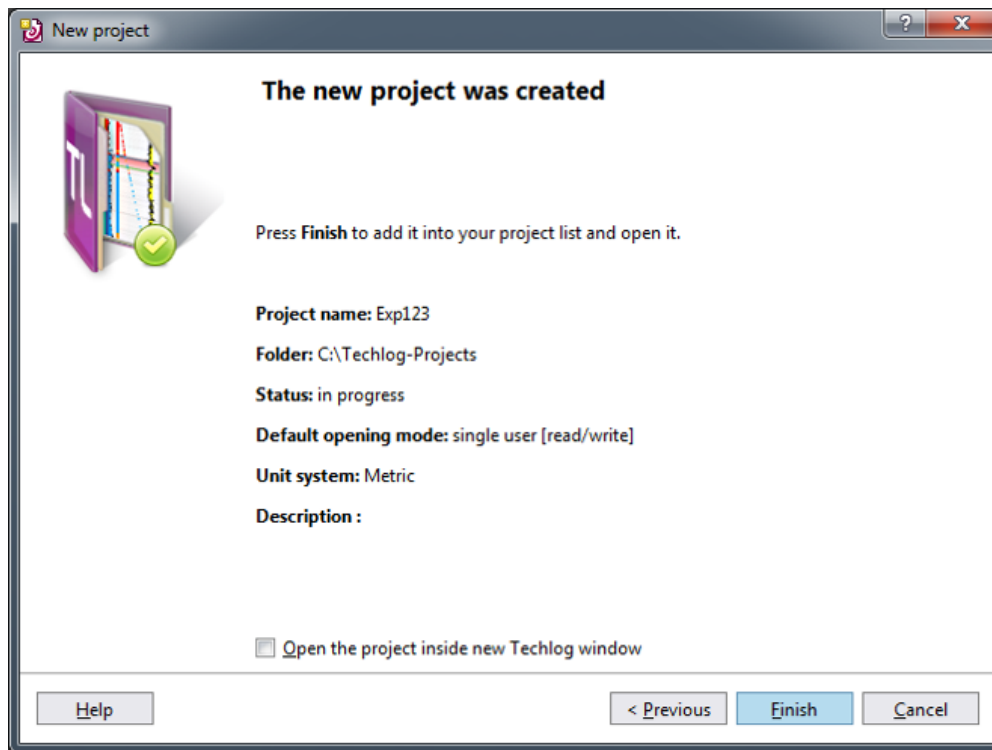 New project
?
X
The new project was created
TL
Press Finish to add it into your project list and open it.
Project name: Exp123
Folder: C:\Techlog-Projects
Status: in progress
Default opening mode: single user [read/write]
Unit system: Metric
Description :
Open the project inside new Techlog window
Help
< Previous
Finish
Cancel